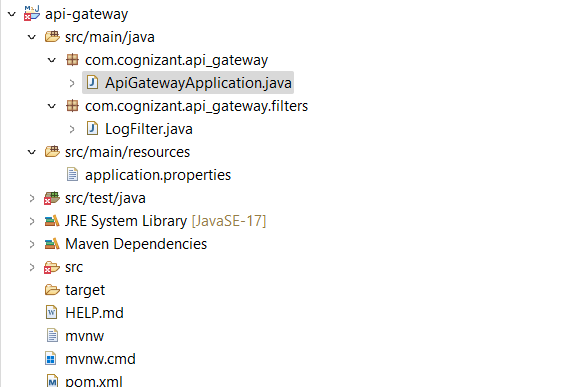 api-gateway
src/main/java
com.cognizant.api_gateway
ApiGatewayApplication.java
com.cognizant.api_gateway.filters
LogFilter.java
src/main/resources
application.properties
src/test/java
JRE System Library [JavaSE-17]
Maven Dependencies
src
target
HELP.md
mvnw
mvnw.cmd
pom.xml